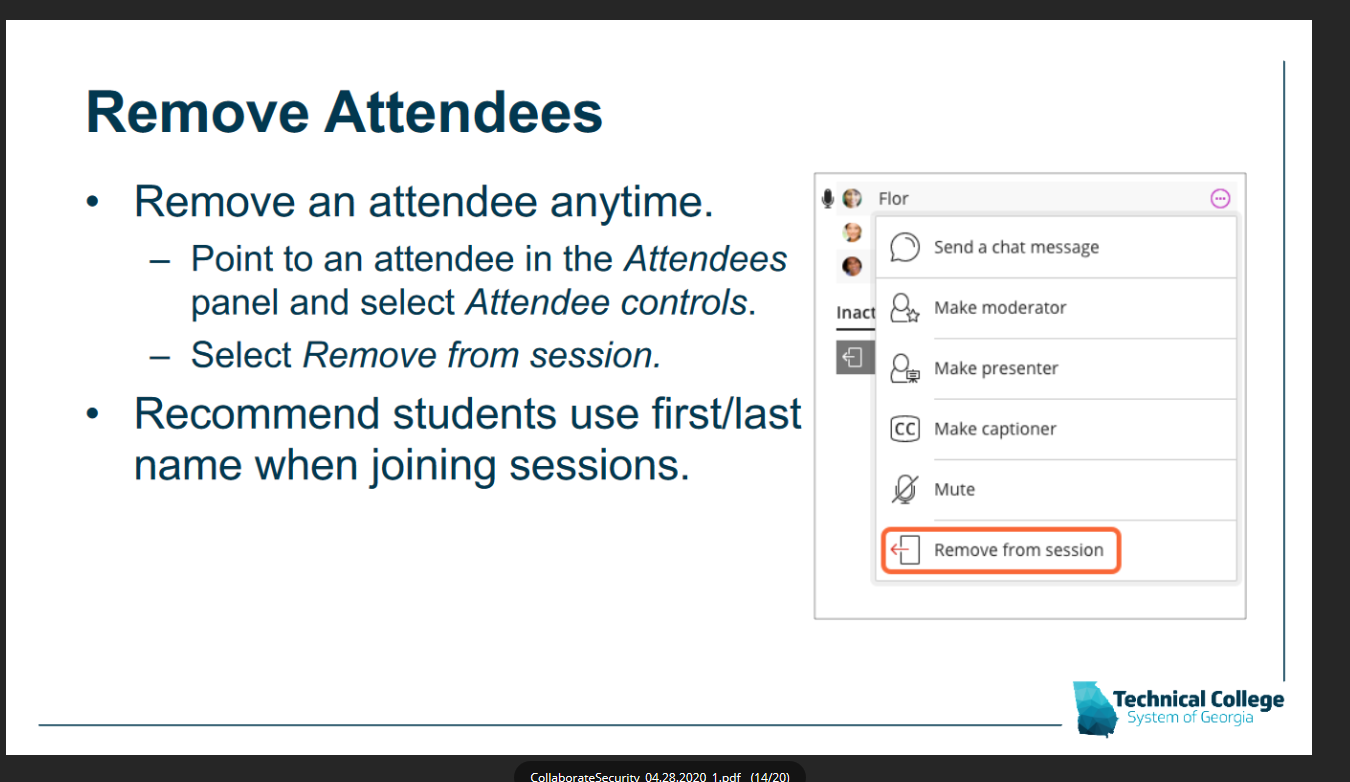 Remove Attendees
• Remove an attendee anytime.
– Point to an attendee in the Attendees
panel and select Attendee controls.
– Select Remove from session.
• Recommend students use first/last
name when joining sessions.
Flor
Send a chat message
Inact
Make moderator
Make presenter
CC Make captioner
Mute
Remove from session
Technical College
System of Georgia
CollaborateSecurity_04.28.2020_1.pdf (14/20)